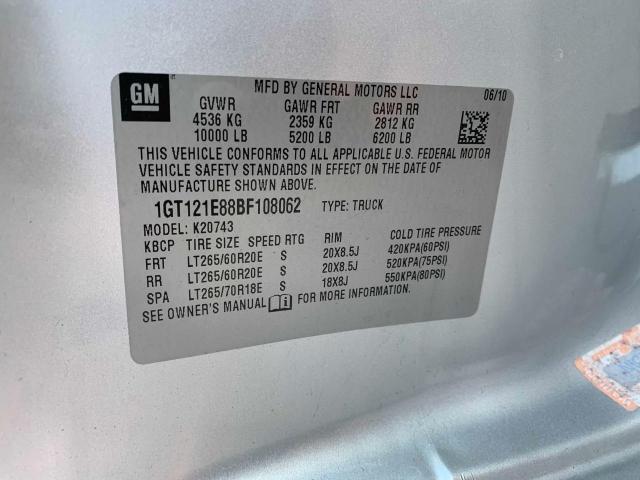 GM
MFD BY GENERAL MOTORS LLC 06/10
GVWR GAWR FRT GAWR RR
4536 KG 2359 KG 2812 KG
10000 LB 5200 LB 6200 LB
THIS VEHICLE CONFORMS TO ALL APPLICABLE U.S. FEDERAL MOTOR
VEHICLE SAFETY STANDARDS IN EFFECT ON THE DATE OF
MANUFACTURE SHOWN ABOVE.
1GT121E88BF108062 TYPE: TRUCK
MODEL: K20743
KBCP TIRE SIZE SPEED RTG RIM COLD TIRE PRESSURE
FRT LT265/60R20E S 20X8.5J 420KPA(60PSI)
RR LT265/60R20E S 20X8.5J 520KPA(75PSI)
SPA LT265/70R18E S 18X8J 550KPA(80PSI)
SEE OWNER'S MANUAL FOR MORE INFORMATION.